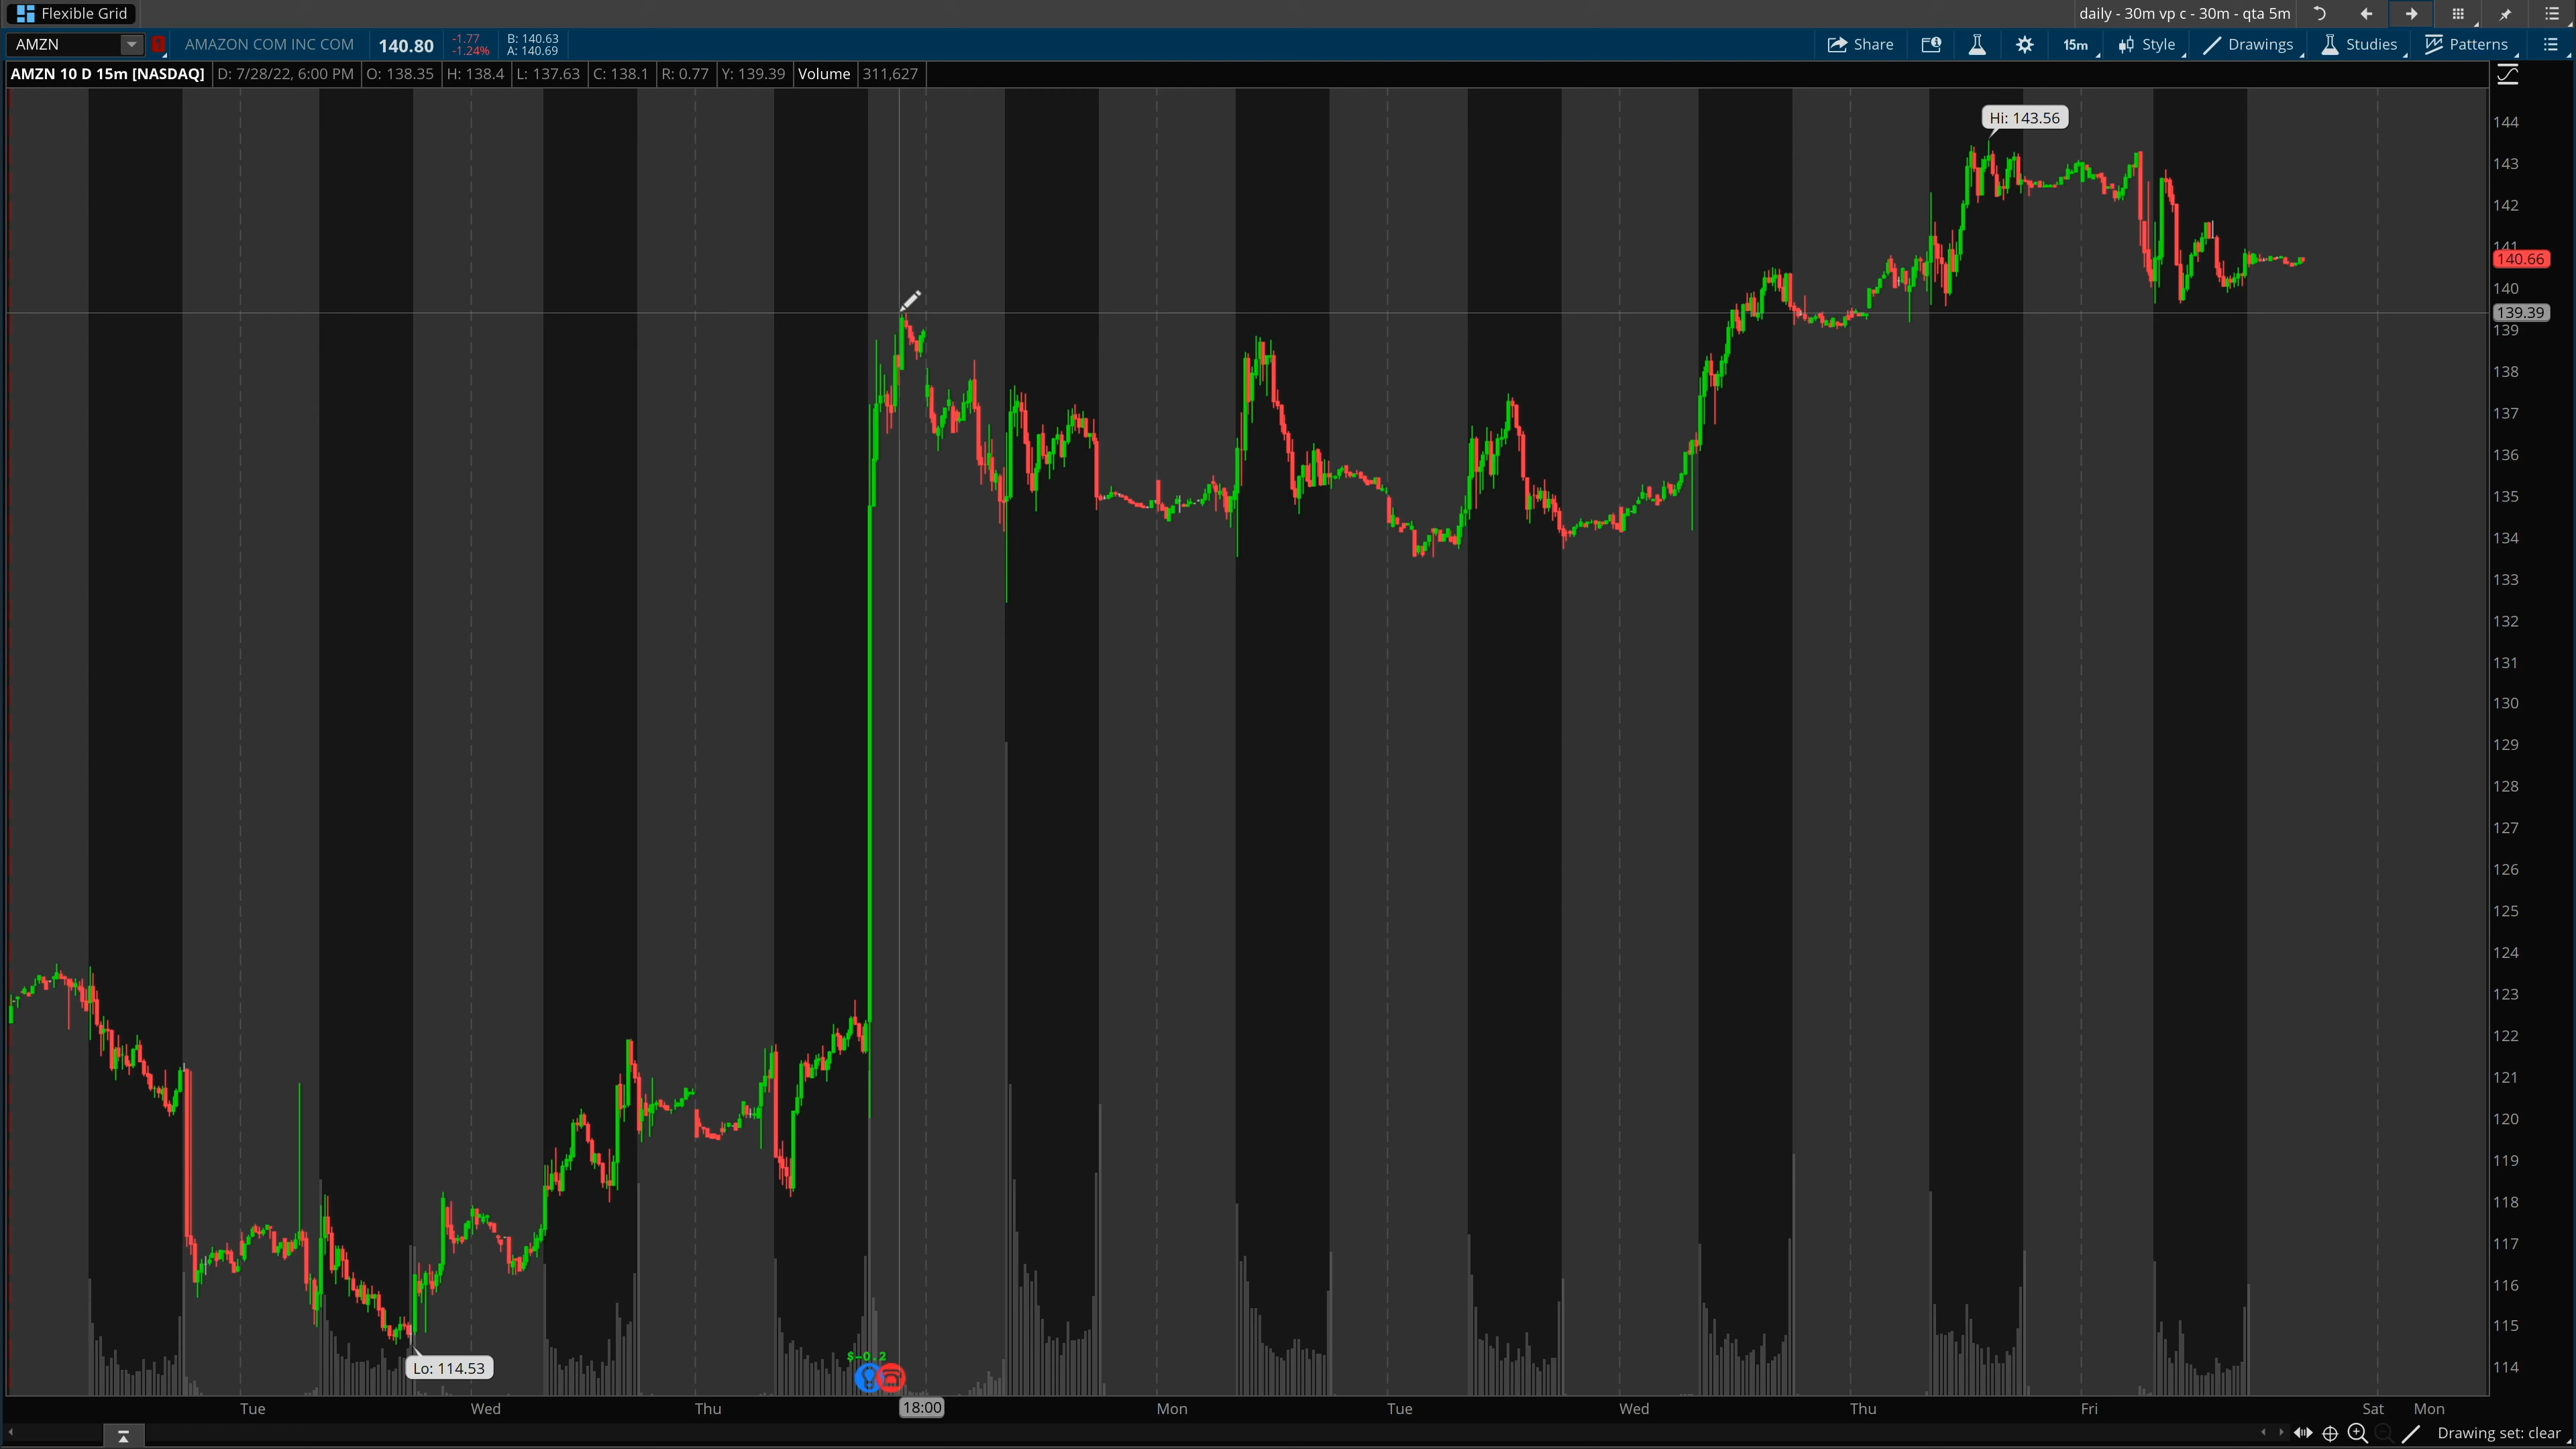 Flexible Grid
daily - 30m vp c - 30m - qta 5m
AMZN
1
AMAZON COM INC COM
140.80
-1.77
-1.24%
B: 140.63
A: 140.69
Share
15m
Style
Drawings
Studies
Patterns
AMZN 10 D 15m [NASDAQ]
D: 7/28/22, 6:00 PM
O: 138.35
H: 138.4
L: 137.63
C: 138.1
R: 0.77
Y: 139.39
Volume
311,627
Hi: 143.56
144
143
142
141
140.66
140
139.39
139
138
137
136
135
134
133
132
131
130
129
128
127
126
125
124
123
122
121
120
119
118
117
116
115
114
Lo: 114.53
$-0.2
Tue
Wed
Thu
18:00
Mon
Tue
Wed
Thu
Fri
Sat
Mon
Drawing set: clear